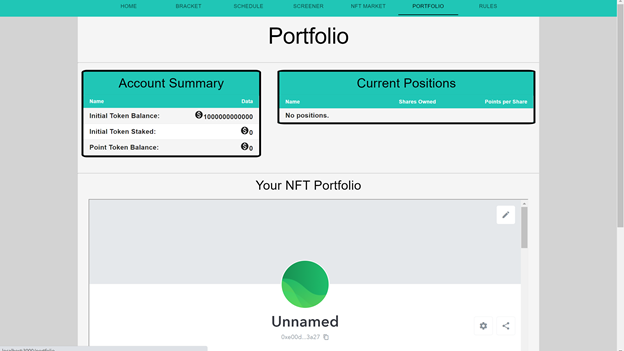 HOME BRACKET SCHEDULE SCREENER NFT MARKET PORTFOLIO RULES
Portfolio
Account Summary
Name Data
Initial Token Balance: 1000000000000
Initial Token Staked: 0
Point Token Balance: 0
Current Positions
Name Shares Owned Points per Share
No positions.
Your NFT Portfolio
Unnamed
0xe00d...3a27